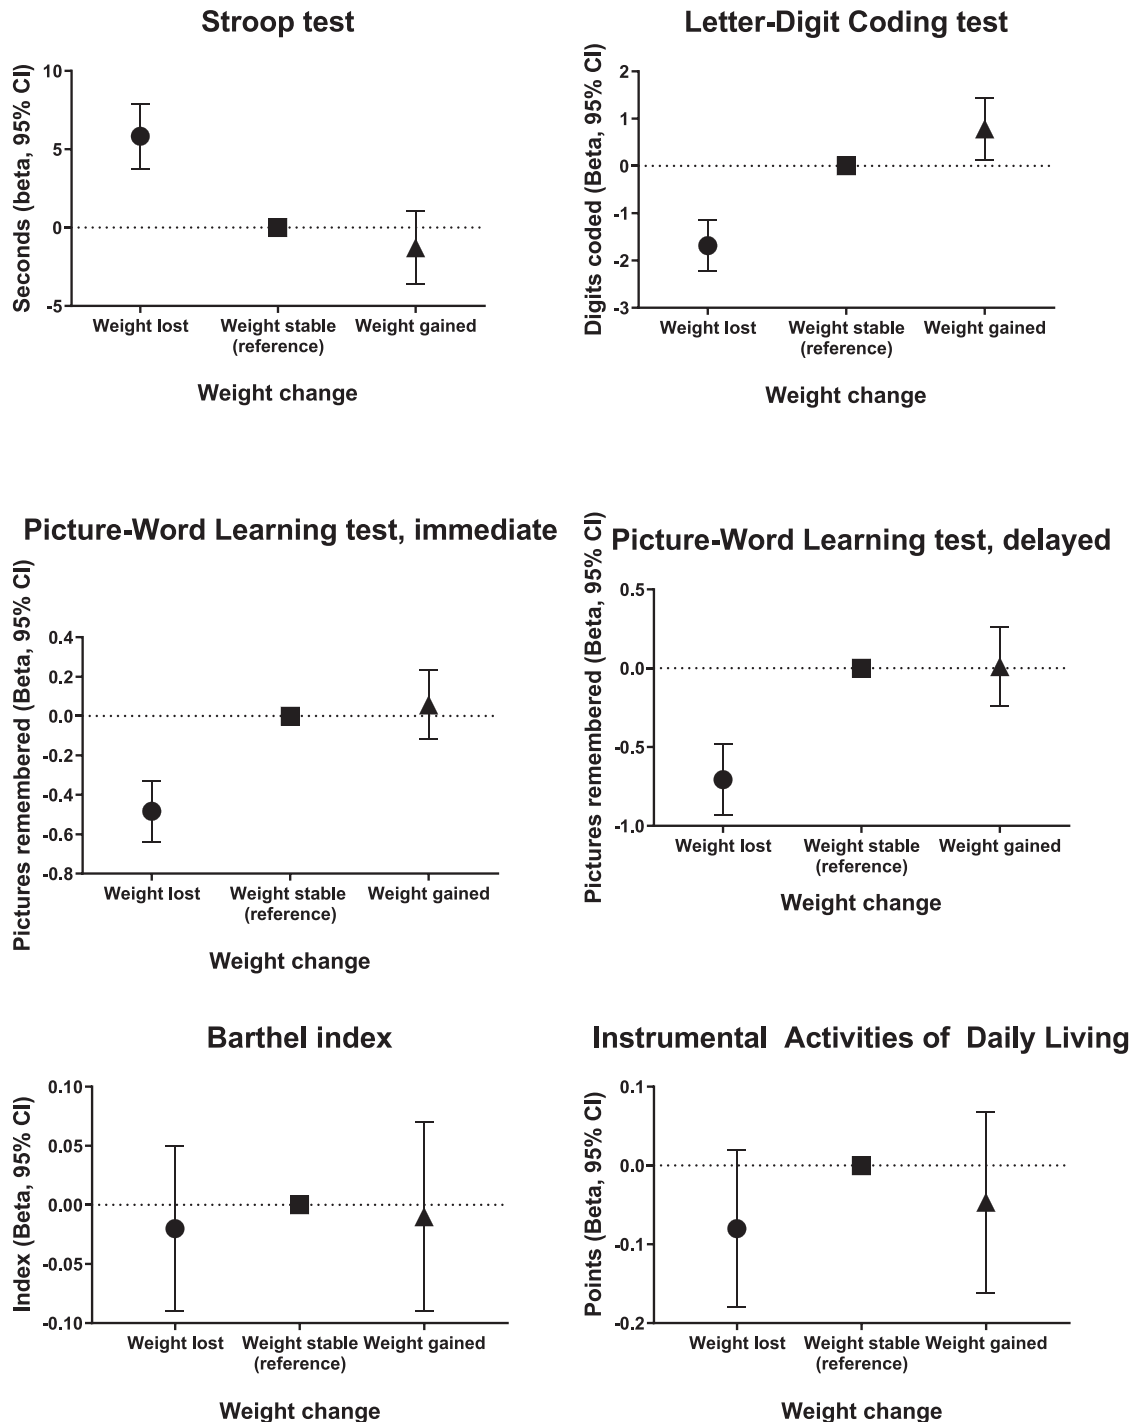 Stroop test
Seconds (beta, 95% CI)
10
5
0
-5
Weight lost
Weight stable
(reference)
Weight gained
Weight change
Letter-Digit Coding test
Digits coded (Beta, 95% CI)
2
1
0
-1
-2
-3
Weight lost
Weight stable
(reference)
Weight gained
Weight change
Picture-Word Learning test, immediate
Pictures remembered (Beta, 95% CI)
0.4
0.2
0.0
-0.2
-0.4
-0.6
-0.8
Weight lost
Weight stable
(reference)
Weight gained
Weight change
Picture-Word Learning test, delayed
Pictures remembered (Beta, 95% CI)
0.5
0.0
-0.5
-1.0
Weight lost
Weight stable
(reference)
Weight gained
Weight change
Barthel index
Index (Beta, 95% CI)
0.10
0.05
0.00
-0.05
-0.10
Weight lost
Weight stable
(reference)
Weight gained
Weight change
Instrumental Activities of Daily Living
Points (Beta, 95% CI)
0.1
0.0
-0.1
-0.2
Weight lost
Weight stable
(reference)
Weight gained
Weight change